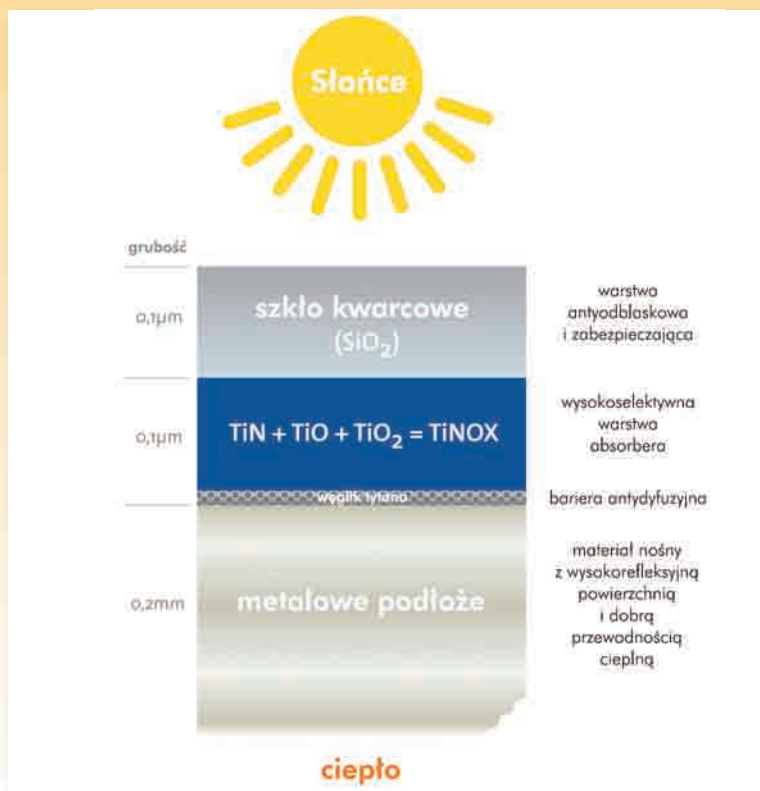 Słońce
grubość
0,1µm
szkło kwarcowe
(SiO₂)
warstwa
antyodblaskowa
i zabezpieczająca
0,1µm
TiN + TiO + TiO₂ = TiNOX
wysokoselektywna
warstwa
absorbera
węglik tytanu
bariera antydyfuzyjna
0,2mm
metalowe podłoże
materiał nośny
z wysokorefleksyjną
powierzchnią
i dobrą
przewodnością
cieplną
ciepło